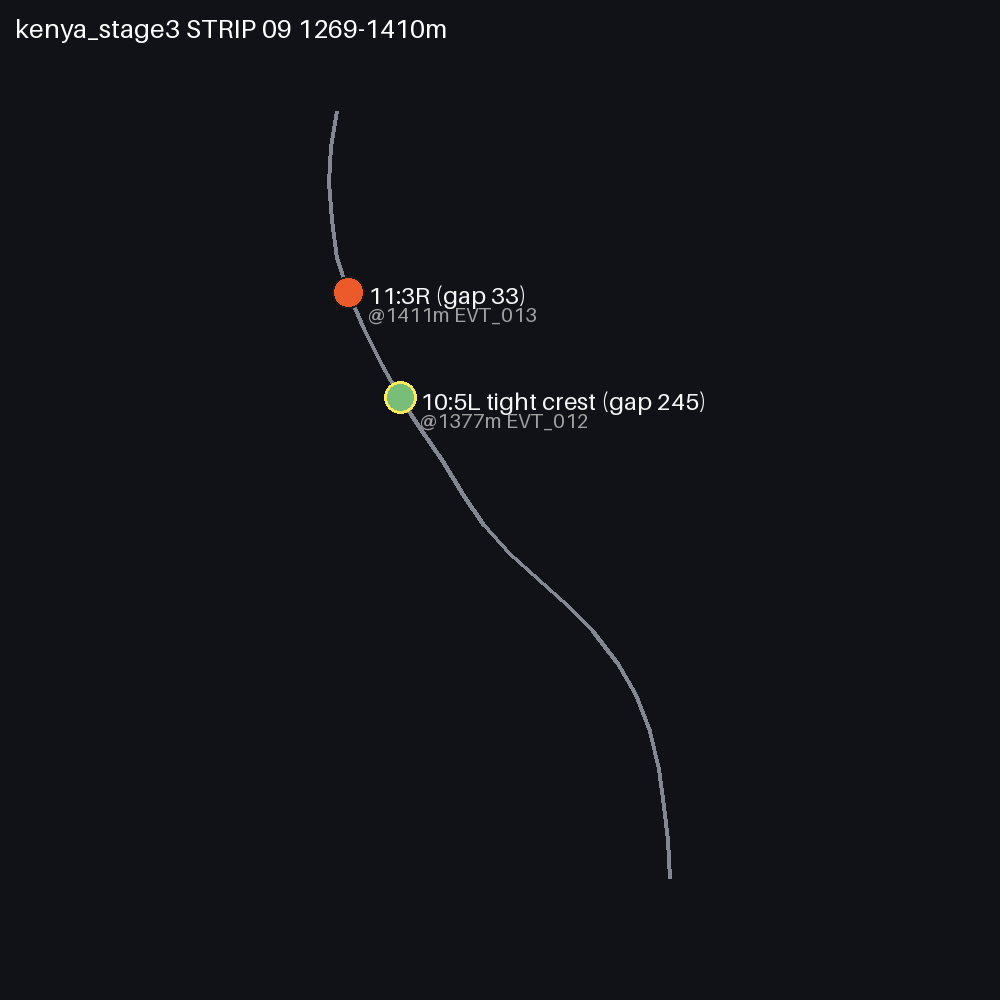 kenya_stage3 STRIP 09 1269-1410m
11:3R (gap 33)
@1411m EVT_013
10:5L tight crest (gap 245)
@1377m EVT_012